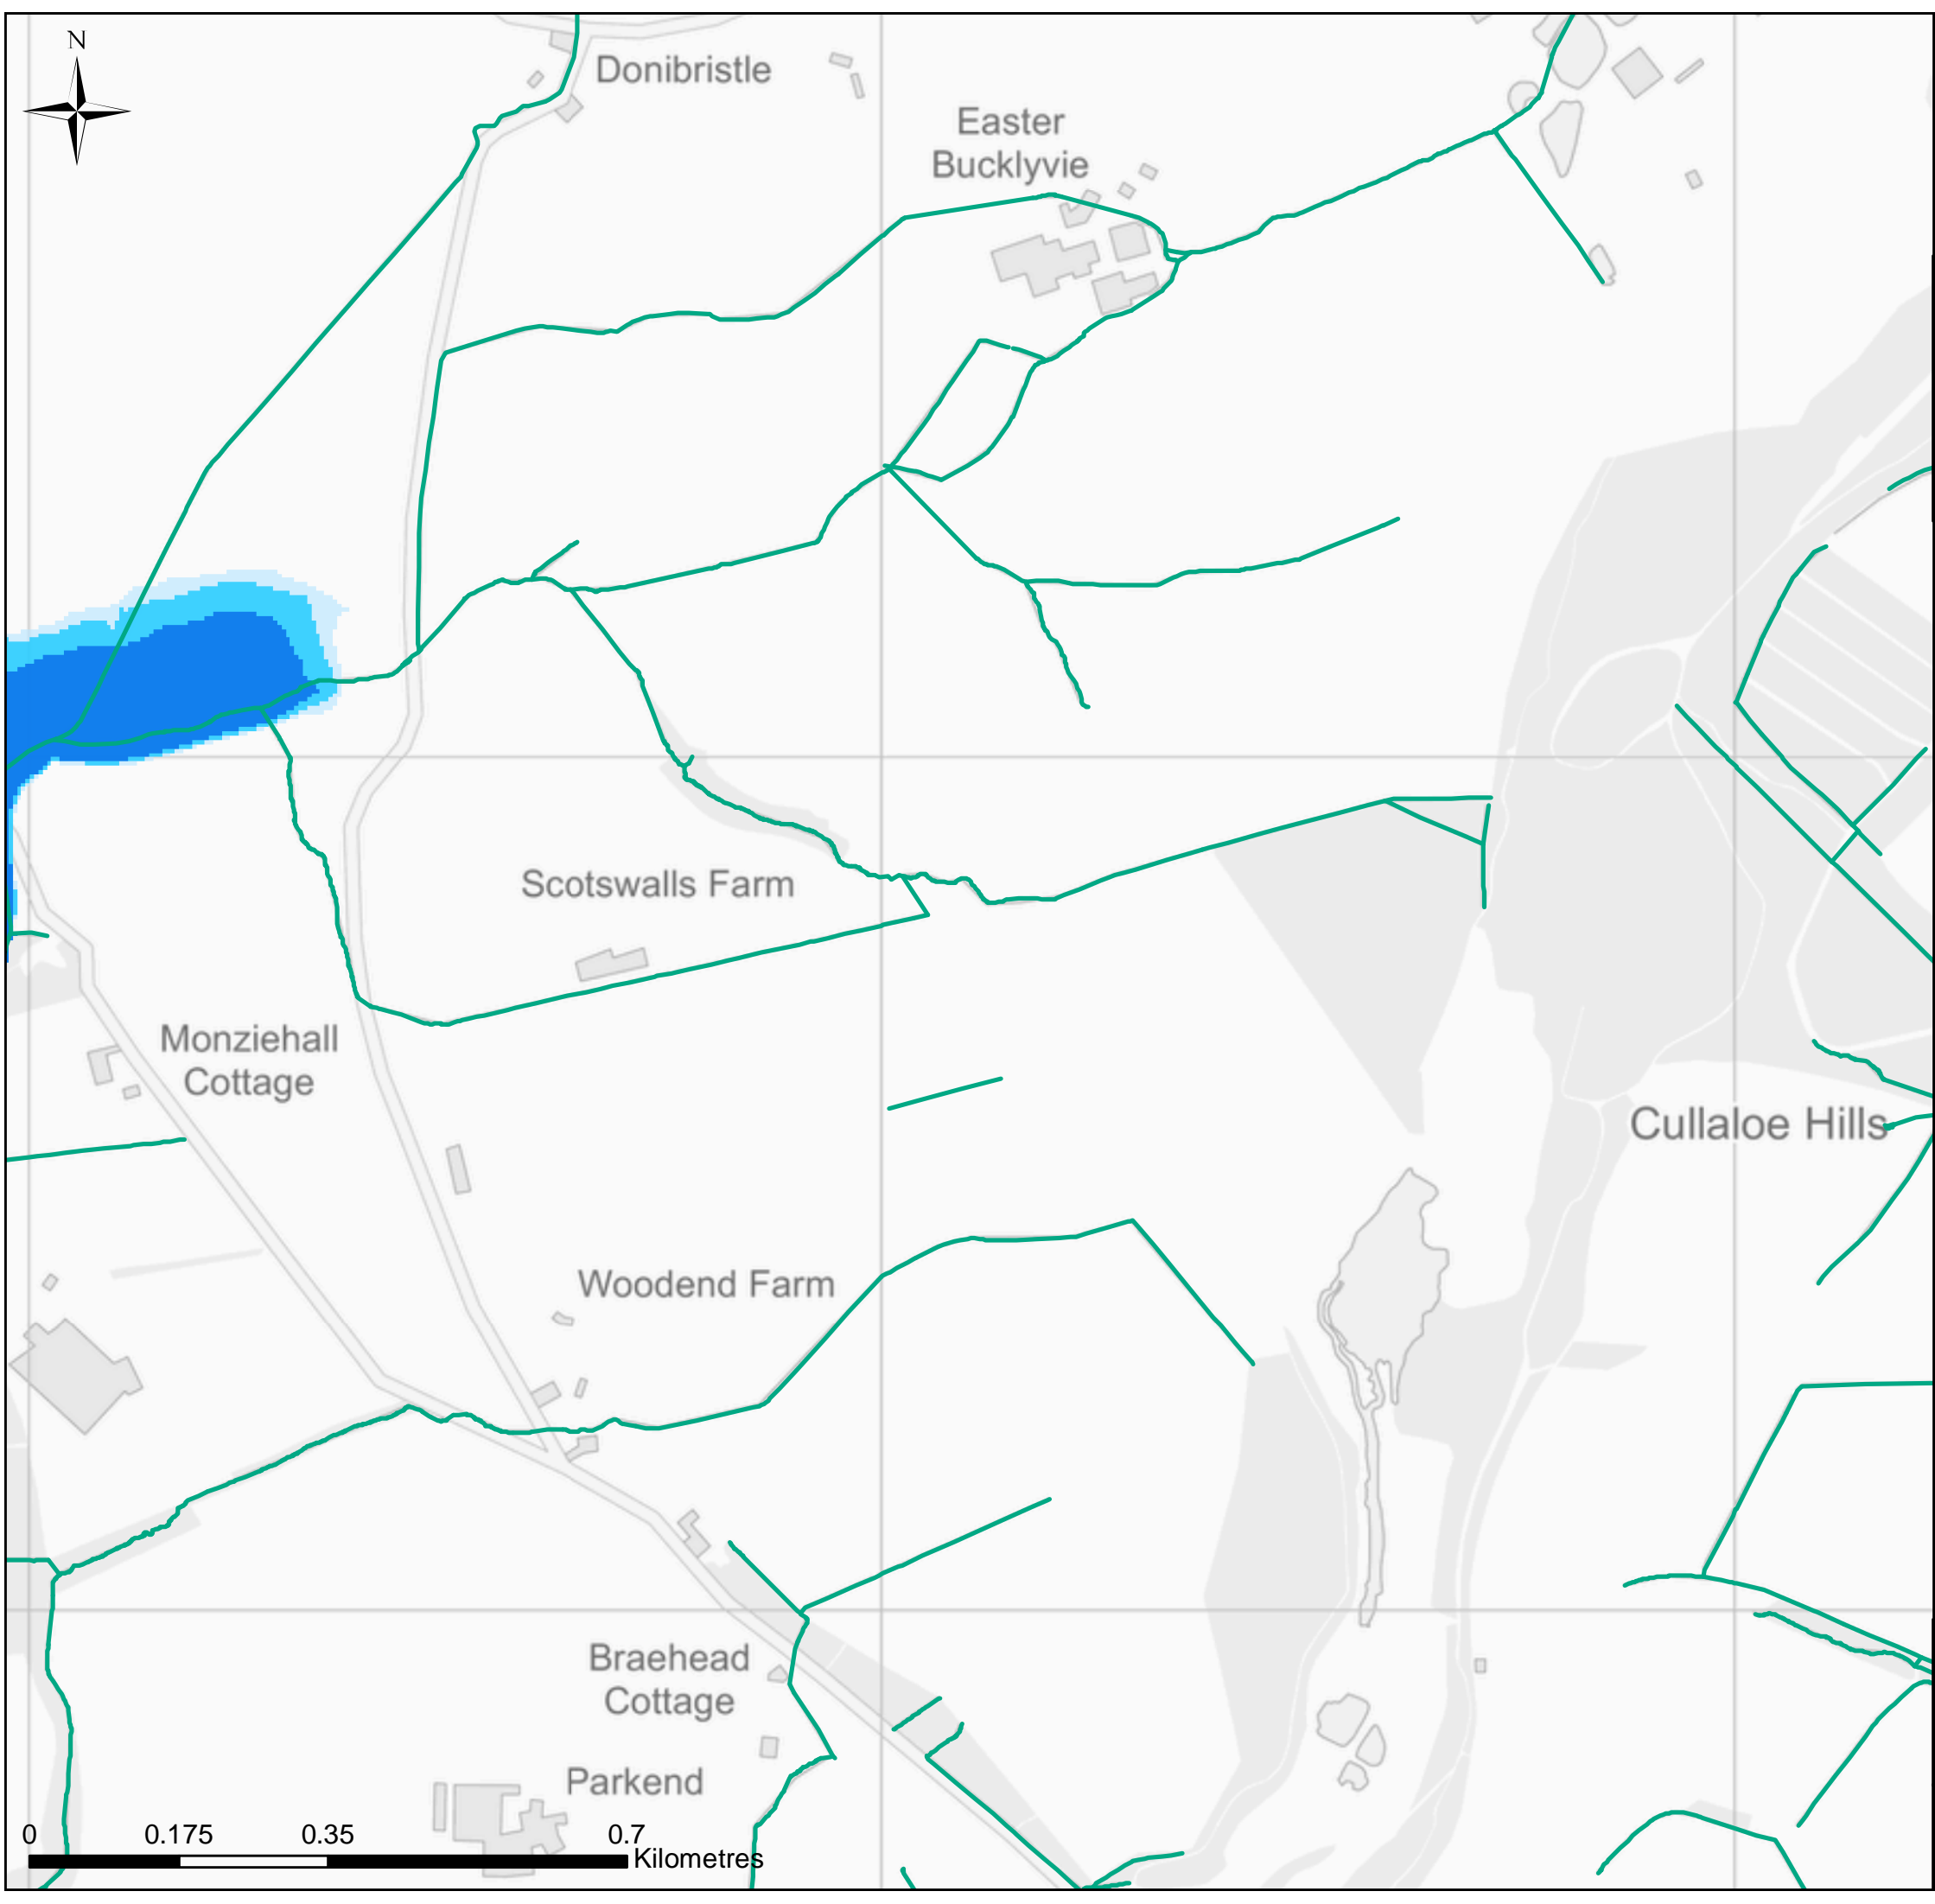 N
Donibristle
Easter
Bucklyvie
Scotswalls Farm
Monziehall
Cottage
Cullaloe Hills
Woodend Farm
Braehead
Cottage
Parkend
0 0.175 0.35 0.7
Kilometres